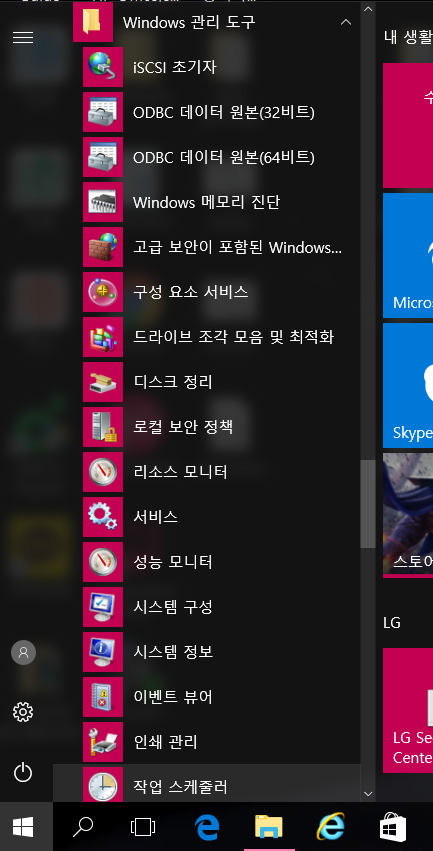 Windows 관리 도구
iSCSI 초기자
ODBC 데이터 원본(32비트)
ODBC 데이터 원본(64비트)
Windows 메모리 진단
고급 보안이 포함된 Windows...
구성 요소 서비스
드라이브 조각 모음 및 최적화
디스크 정리
로컬 보안 정책
리소스 모니터
서비스
성능 모니터
시스템 구성
시스템 정보
이벤트 뷰어
인쇄 관리
작업 스케줄러
내 생활
Micros
Skype
스토어
LG
LG Se
Center